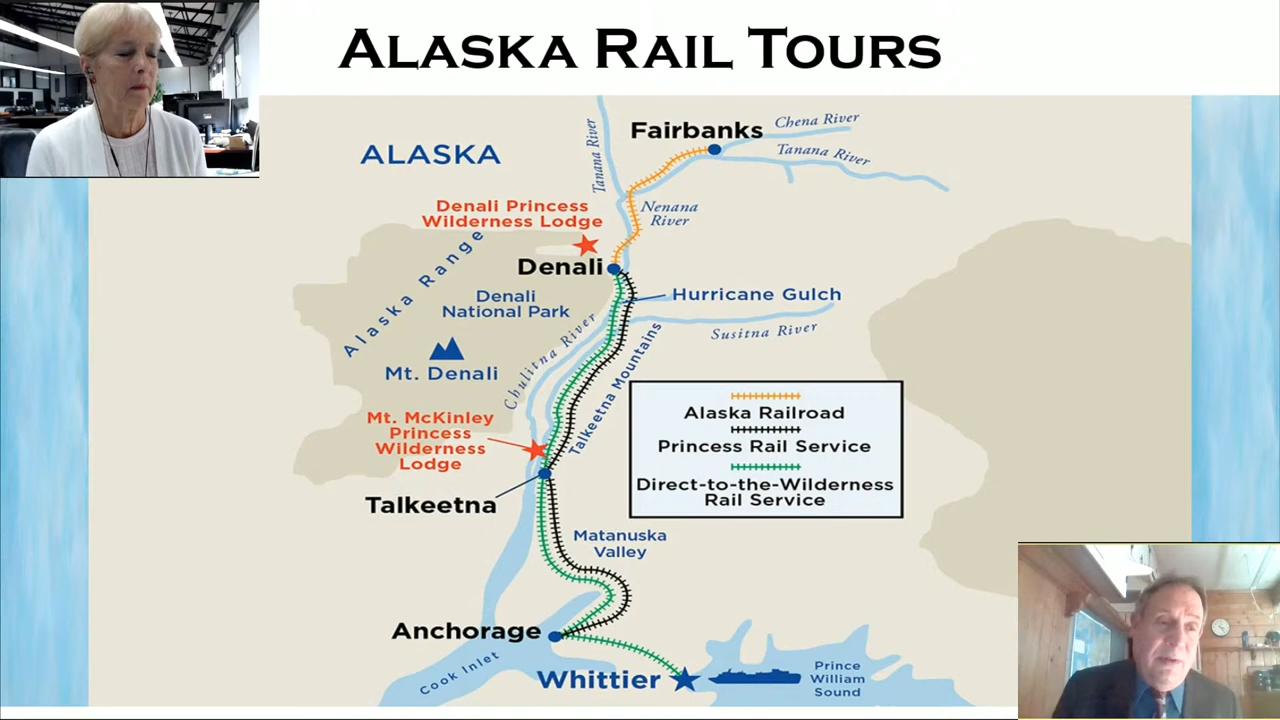 ALASKA RAIL TOURS
Fairbanks
Chena River
Tanana River
Tanana River
ALASKA
Nenana
River
Denali Princess
Wilderness Lodge
Alaska Range
Denali
Denali
National Park
Hurricane Gulch
Susitna River
Chulitna River
Mt. Denali
Talkeetna Mountains
Mt. McKinley
Princess
Wilderness
Lodge
Alaska Railroad
Princess Rail Service
Direct-to-the-Wilderness
Rail Service
Talkeetna
Matanuska
Valley
Anchorage
Cook Inlet
Whittier
Prince
William
Sound